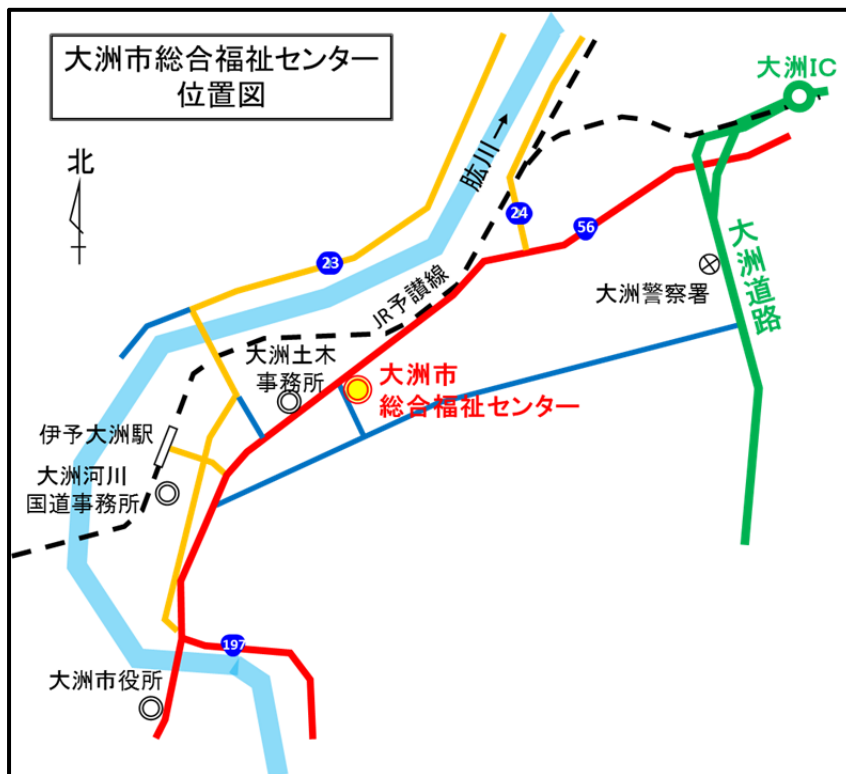 大洲市総合福祉センター
位置図
大洲IC
北
肱川→
24
56
23
大洲道路
大洲警察署
JR予讃線
大洲土木
事務所
大洲市
総合福祉センター
伊予大洲駅
大洲河川
国道事務所
197
大洲市役所